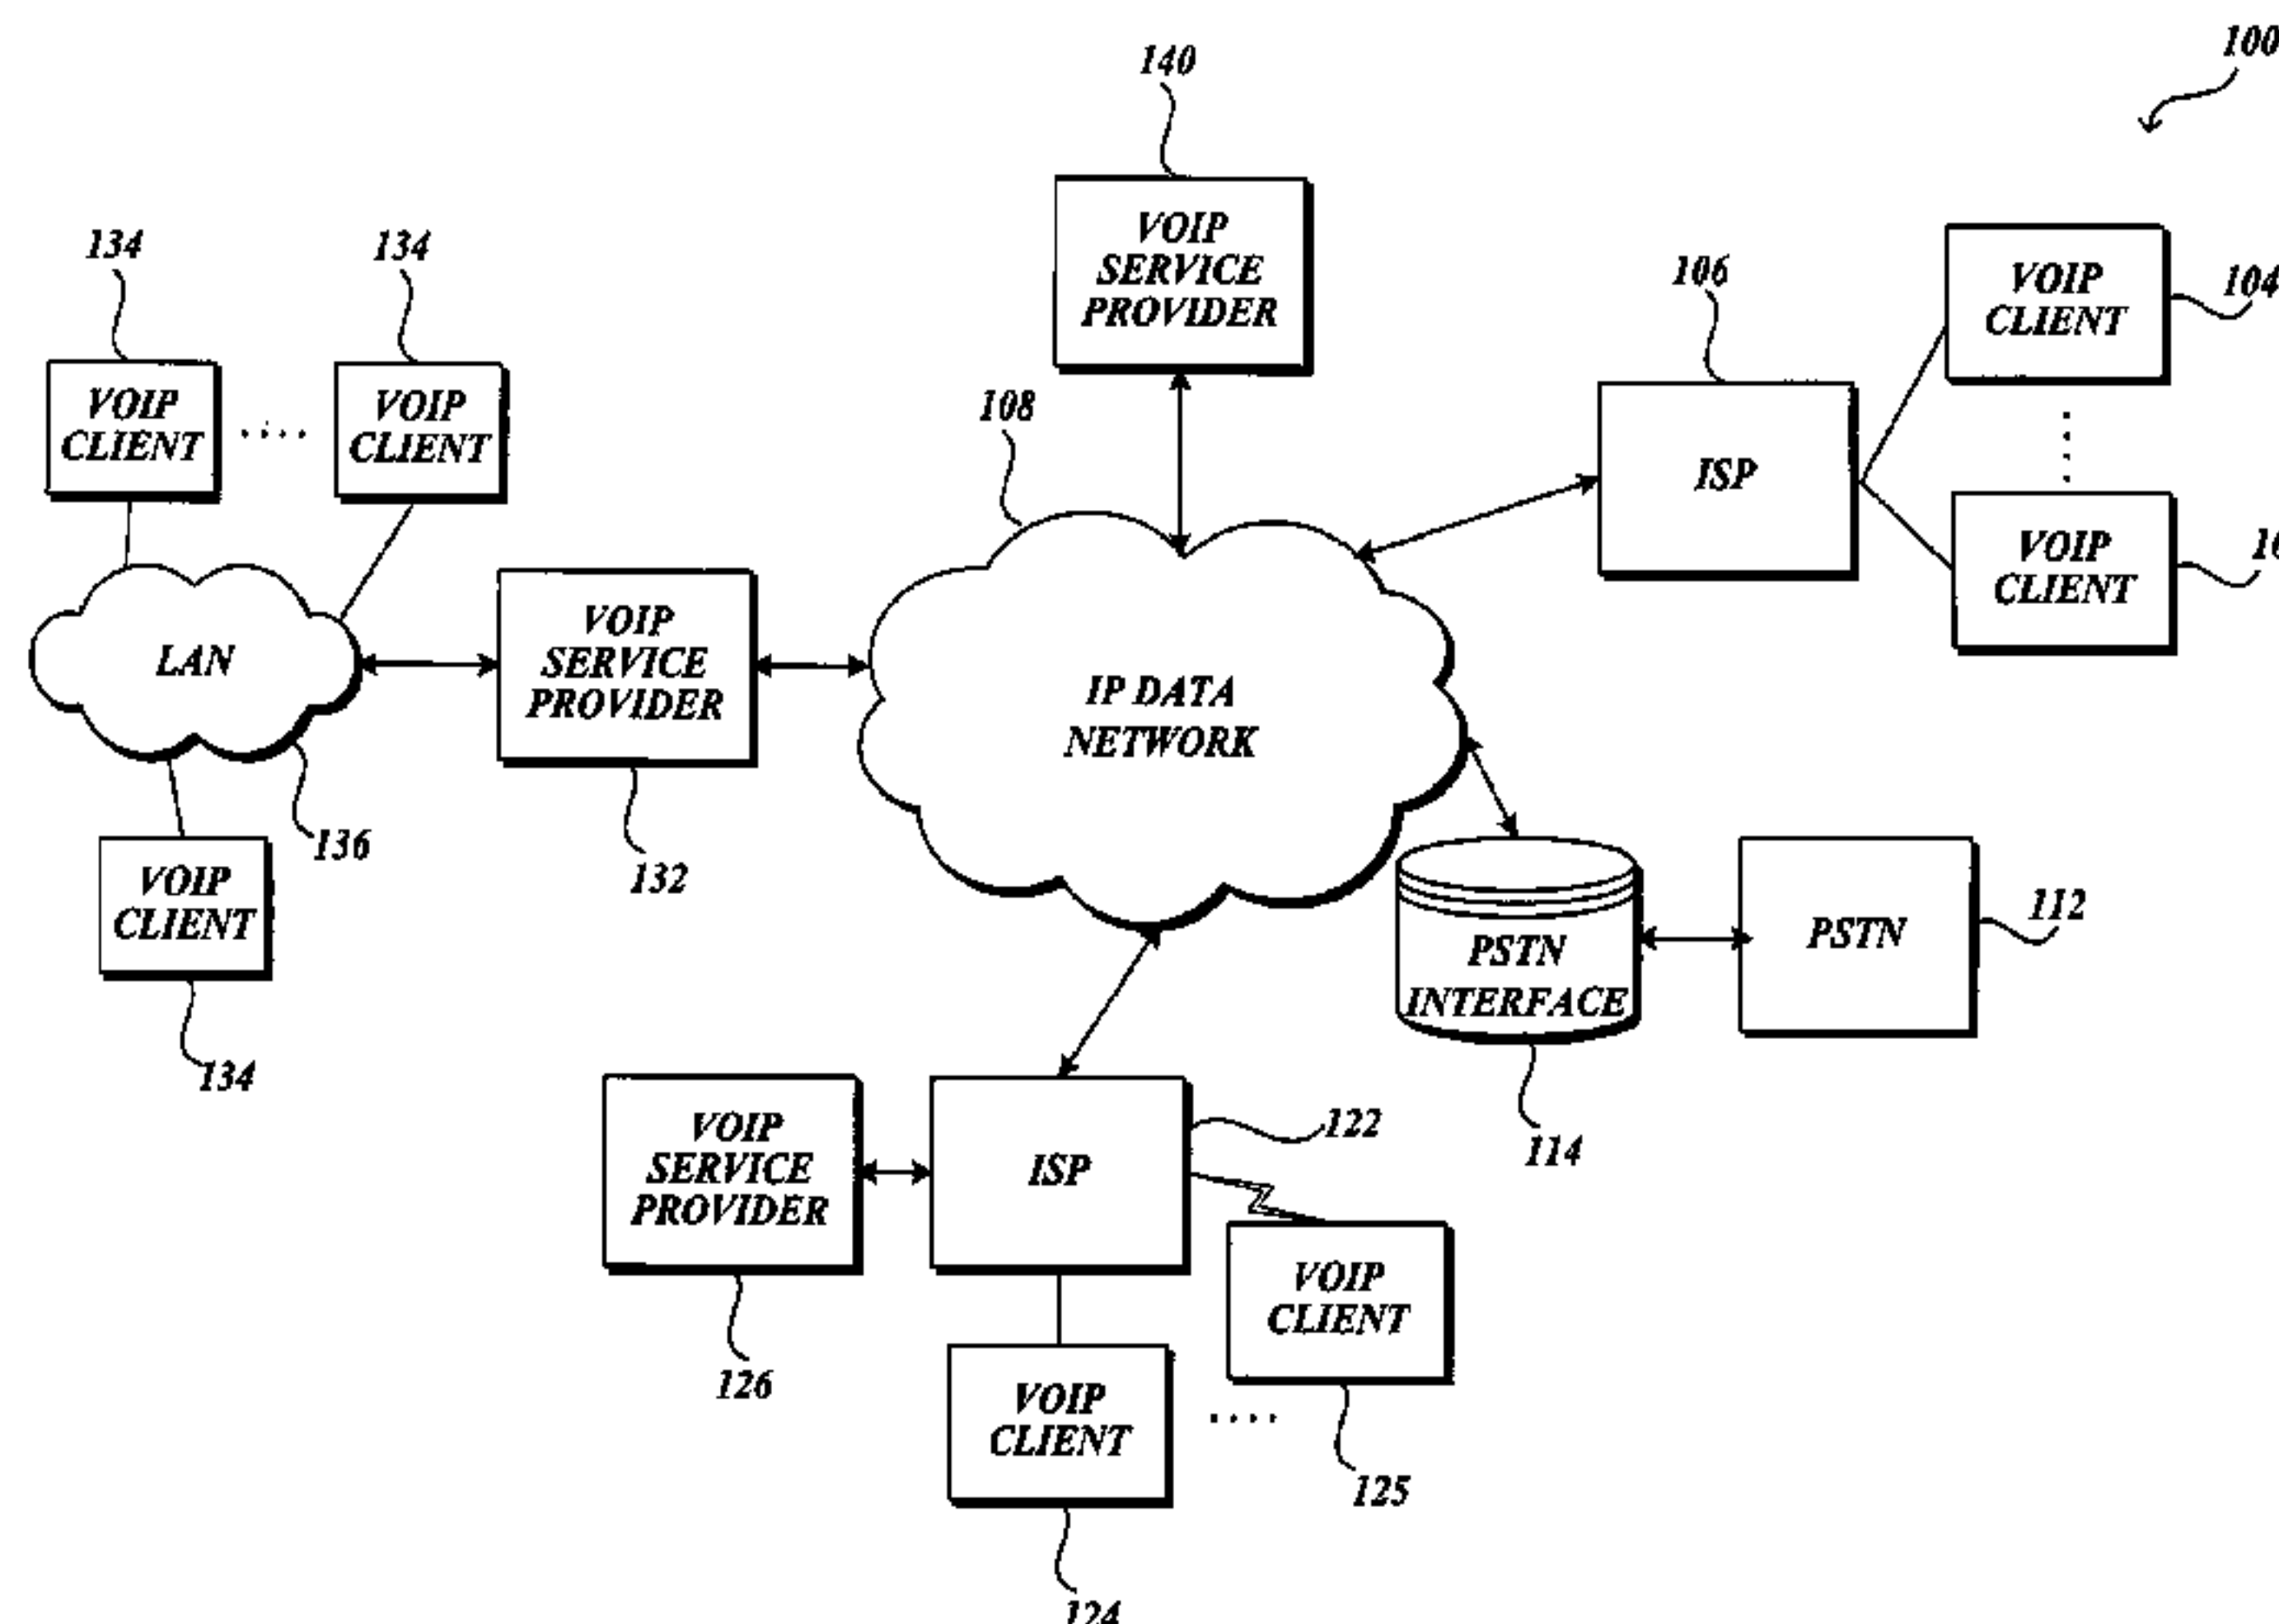 100
140
VOIP
SERVICE
PROVIDER
134
134
106
VOIP
CLIENT
104
VOIP
CLIENT
....
VOIP
CLIENT
108
ISP
VOIP
CLIENT
LAN
VOIP
SERVICE
PROVIDER
IP DATA
NETWORK
136
132
VOIP
CLIENT
134
PSTN
INTERFACE
PSTN
112
114
VOIP
SERVICE
PROVIDER
ISP
122
126
VOIP
CLIENT
125
VOIP
CLIENT
....
124